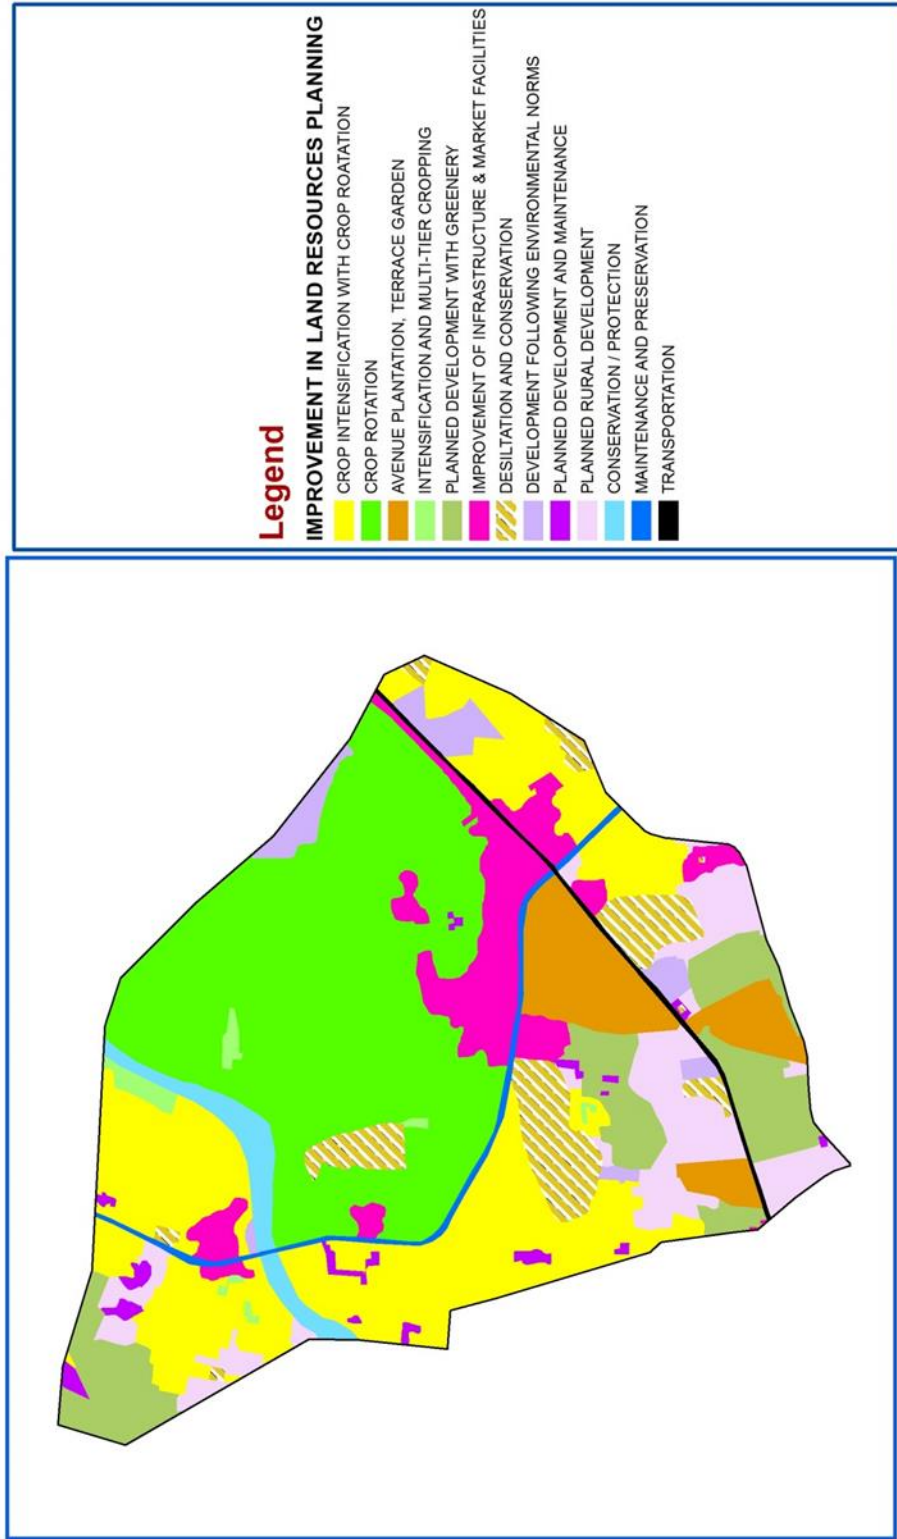 Legend
IMPROVEMENT IN LAND RESOURCES PLANNING
CROP INTENSIFICATION WITH CROP ROATATION
CROP ROTATION
AVENUE PLANTATION, TERRACE GARDEN
INTENSIFICATION AND MULTI-TIER CROPPING
PLANNED DEVELOPMENT WITH GREENERY
IMPROVEMENT OF INFRASTRUCTURE & MARKET FACILITIES
DESILTATION AND CONSERVATION
DEVELOPMENT FOLLOWING ENVIRONMENTAL NORMS
PLANNED DEVELOPMENT AND MAINTENANCE
PLANNED RURAL DEVELOPMENT
CONSERVATION / PROTECTION
MAINTENANCE AND PRESERVATION
TRANSPORTATION